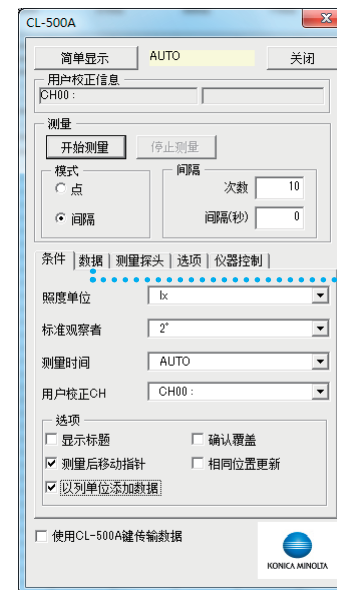 CL-500A
简单显示 AUTO 关闭
用户校正信息
CH00 :
测量
开始测量 停止测量
模式 间隔
点 次数 10
间隔 间隔(秒) 0
条件 数据 测量探头 选项 仪器控制
照度单位 lx
标准观察者 2°
测量时间 AUTO
用户校正CH CH00 :
选项
显示标题 确认覆盖
测量后移动指针 相同位置更新
以列单位添加数据
使用CL-500A键传输数据
KONICA MINOLTA